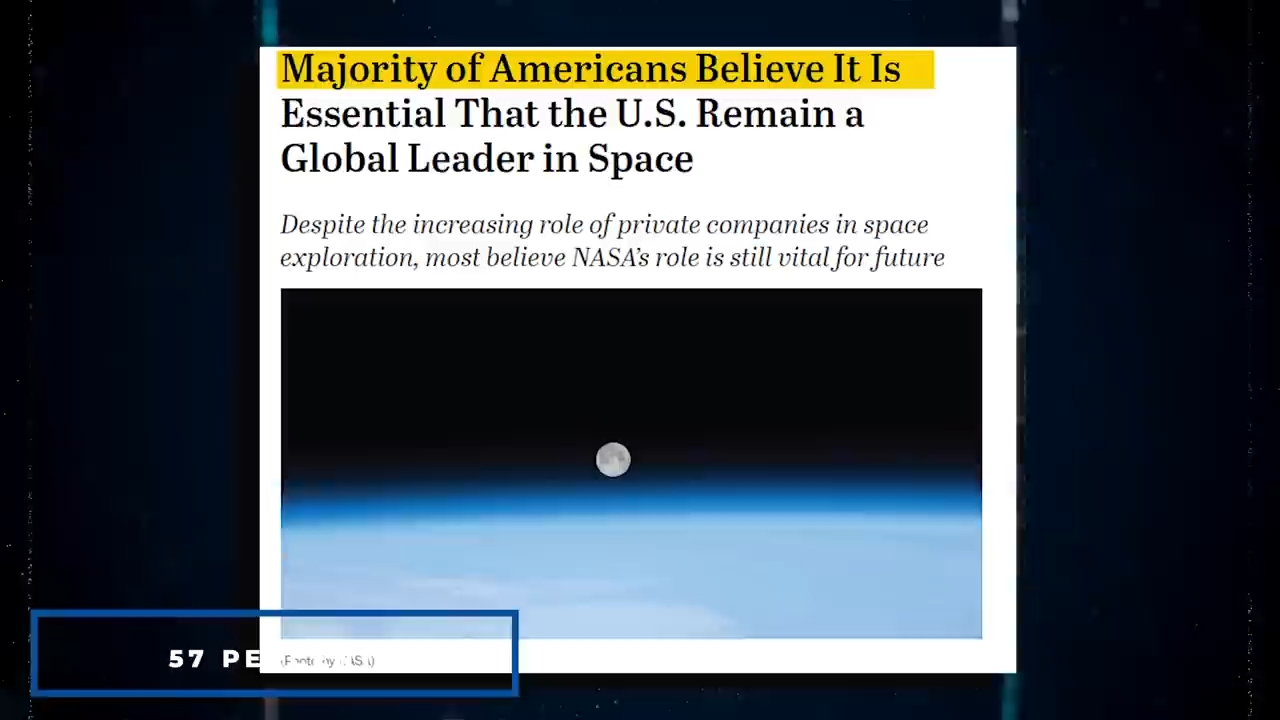 Majority of Americans Believe It Is
Essential That the U.S. Remain a
Global Leader in Space
Despite the increasing role of private companies in space
exploration, most believe NASA's role is still vital for future
57 PE